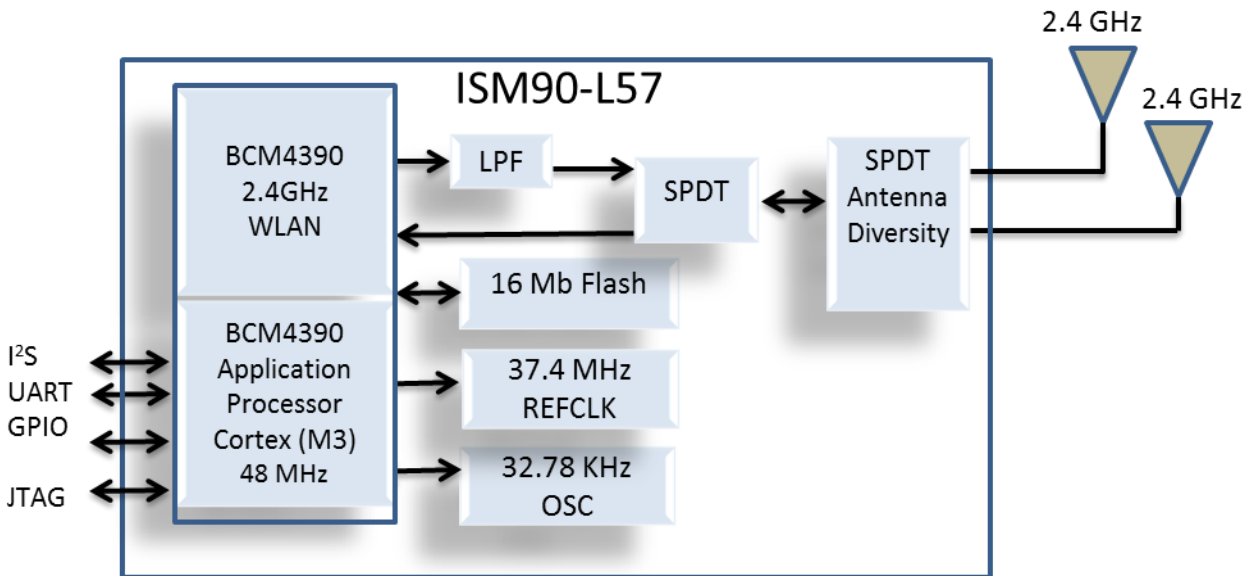 2.4 GHz
2.4 GHz
ISM90-L57
BCM4390
2.4GHz
WLAN
LPF
SPDT
SPDT
Antenna
Diversity
16 Mb Flash
BCM4390
Application
Processor
Cortex (M3)
48 MHz
37.4 MHz
REFCLK
32.78 KHz
OSC
I²S
UART
GPIO
JTAG